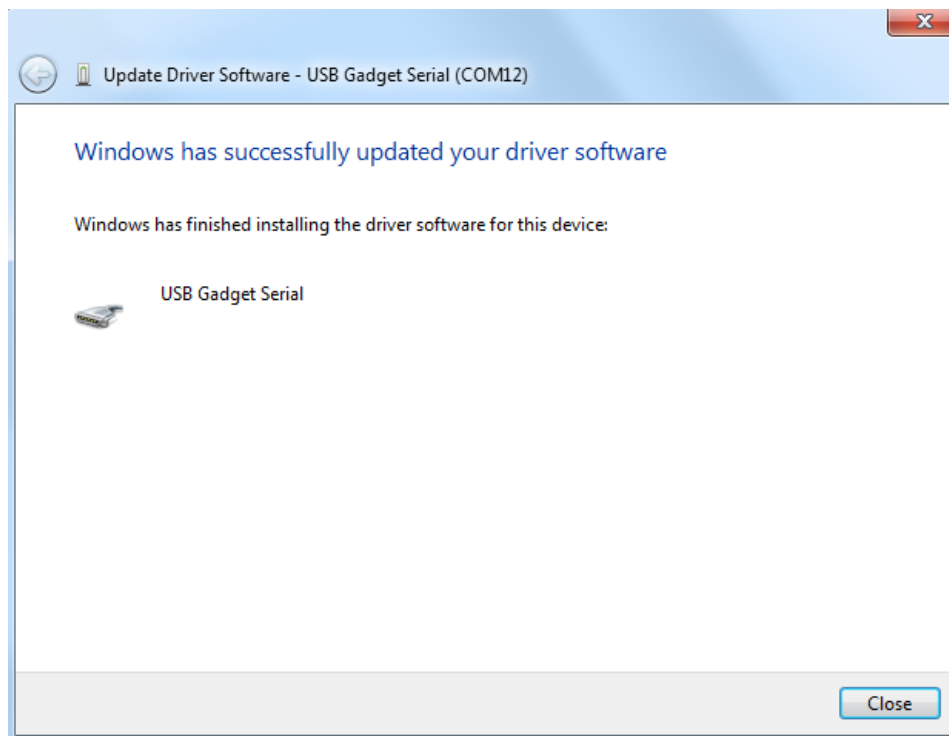 Update Driver Software - USB Gadget Serial (COM12)
Windows has successfully updated your driver software
Windows has finished installing the driver software for this device:
USB Gadget Serial
Close